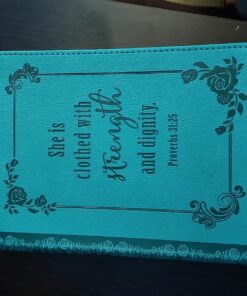 She is
clothed with
strength
and dignity.
Proverbs 31:25